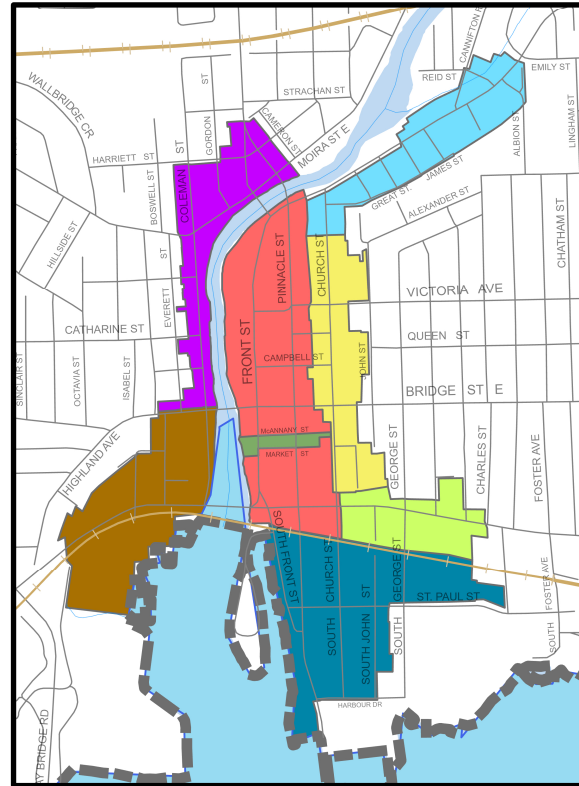 CANNIFTON R
EMILY ST
REID ST
STRACHAN ST
ST
GORDON
CAMERON ST
MOIRA ST E
WALLBRIDGE CR
HARRIETT ST
ST
COLEMAN
BOSWELL ST
ALBION ST
LINGHAM ST
GREAT ST. JAMES ST
ALEXANDER ST
HILLSIDE ST
CHATHAM ST
PINNACLE ST
CHURCH ST
ST
EVERETT
VICTORIA AVE
CATHARINE ST
QUEEN ST
FRONT ST
CAMPBELL ST
JOHN ST
SINCLAIR ST
OCTAVIA ST
ISABEL ST
BRIDGE ST E
McANNANY ST
MARKET ST
HIGHLAND AVE
GEORGE ST
CHARLES ST
FOSTER AVE
SOUTH FRONT ST
SOUTH CHURCH ST
SOUTH JOHN ST
SOUTH GEORGE ST
ST. PAUL ST
SOUTH FOSTER AVE
HARBOUR DR
AY BRIDGE RD